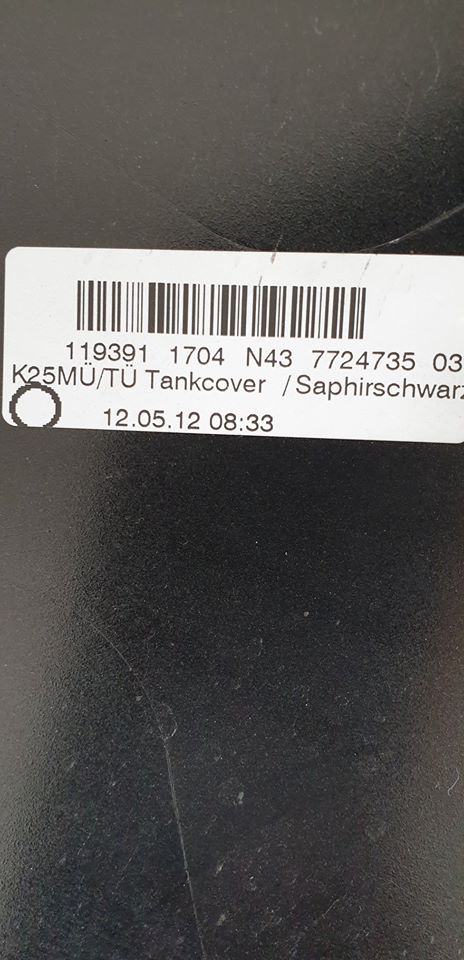 119391 1704 N43 7724735 03
K25MÜ/TÜ Tankcover / Saphirschwarz
12.05.12 08:33